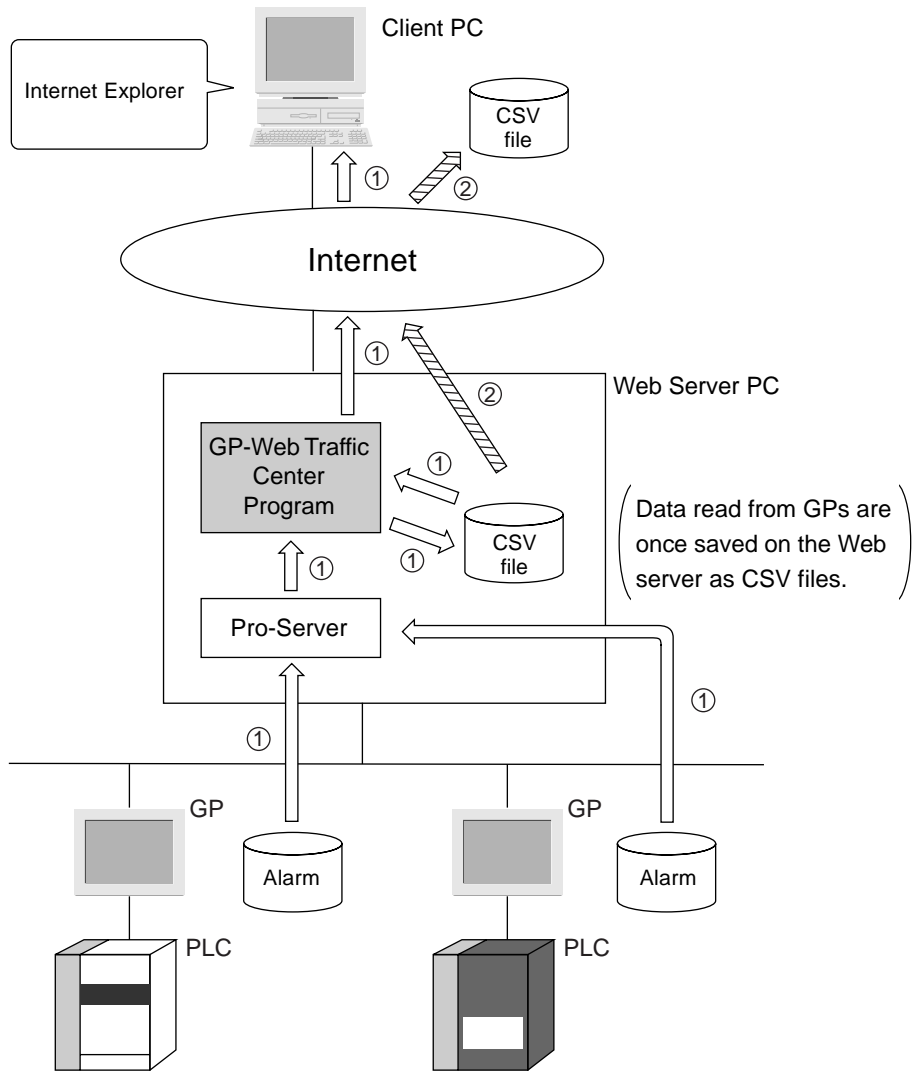 Client PC
Internet Explorer
CSV
file
①
②
Internet
①
Web Server PC
②
GP-Web Traffic
Center
Program
①
①
CSV
file
Data read from GPs are
once saved on the Web
server as CSV files.
①
Pro-Server
①
①
GP
GP
Alarm
Alarm
PLC
PLC